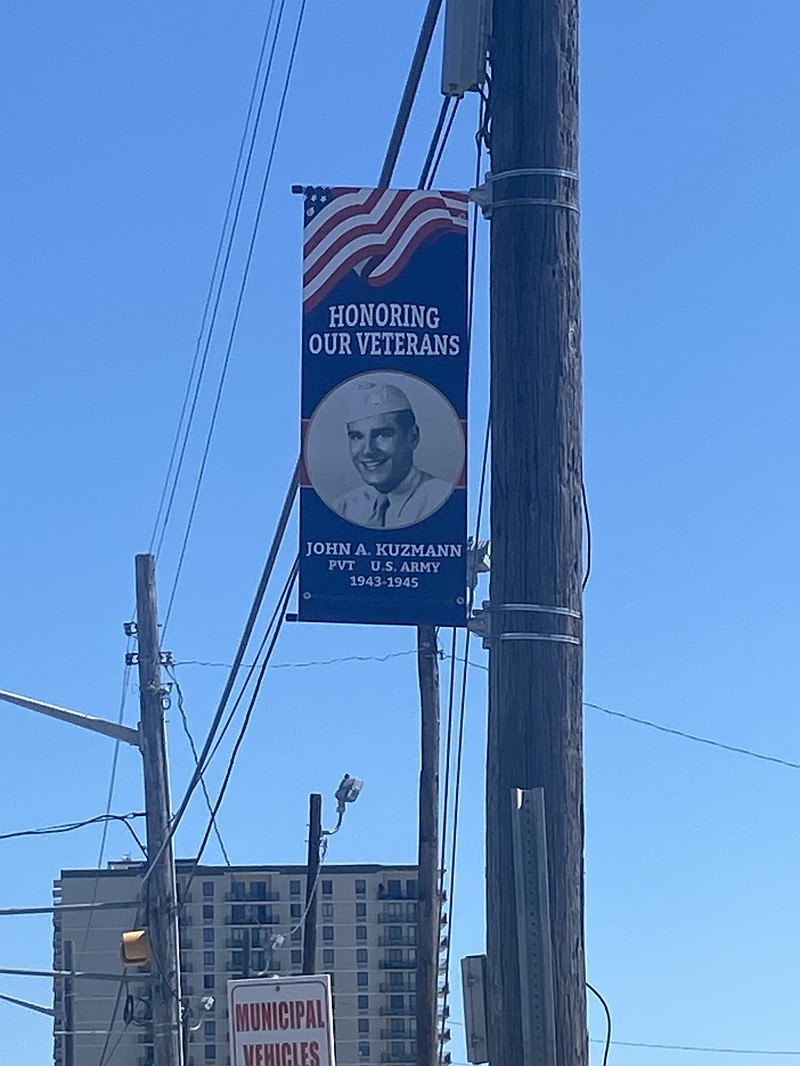 HONORING
OUR VETERANS
JOHN A. KUZMANN
PVT U.S. ARMY
1943-1945
MUNICIPAL
VEHICLES